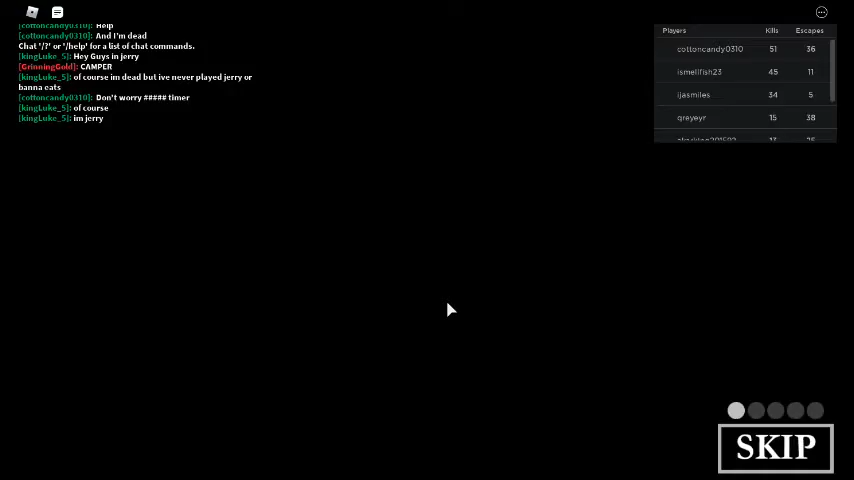 [cottoncandy0310]: Help
[cottoncandy0310]: And I'm dead
Chat '/?' or '/help' for a list of chat commands.
[kingLuke_5]: Hey Guys in jerry
[GrinningGold]: CAMPER
[kingLuke_5]: of course im dead but ive never played jerry or
banna eats
[cottoncandy0310]: Don't worry ##### timer
[kingLuke_5]: of course
[kingLuke_5]: im jerry
Players Kills Escapes
cottoncandy0310 51 36
ismellfish23 45 11
ijasmiles 34 5
qreyeyr 15 38
SKIP